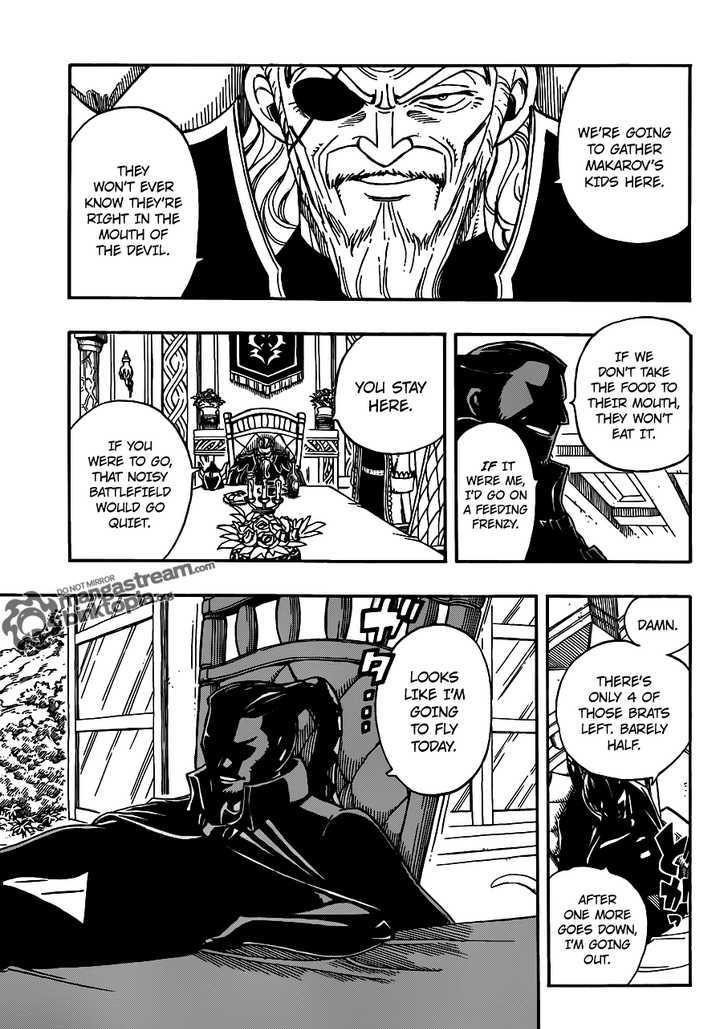 WE'RE GOING
TO GATHER
MAKAROV'S
KIDS HERE.
THEY
WON'T EVER
KNOW THEY'RE
RIGHT IN THE
MOUTH OF
THE DEVIL.
IF WE
DON'T TAKE
THE FOOD TO
THEIR MOUTH,
THEY WON'T
EAT IT.
IF IT
WERE ME,
I'D GO ON
A FEEDING
FRENZY.
YOU STAY
HERE.
IF YOU
WERE TO GO,
THAT NOISY
BATTLEFIELD
WOULD GO
QUIET.
DAMN.
THERE'S
ONLY 4 OF
THOSE BRATS
LEFT. BARELY
HALF.
AFTER
ONE MORE
GOES DOWN,
I'M GOING
OUT.
LOOKS
LIKE I'M
GOING
TO FLY
TODAY.
DO NOT MIRROR
mangastream.com